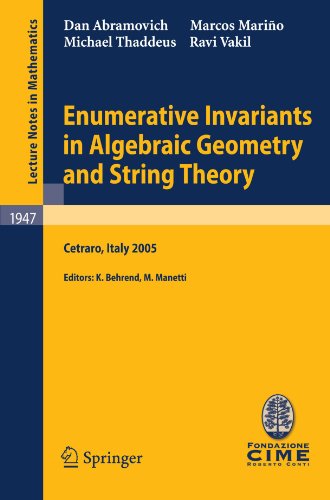 Dan Abramovich Marcos Mariño
Michael Thaddeus Ravi Vakil
Lecture Notes in Mathematics
Enumerative Invariants
in Algebraic Geometry
and String Theory
1947
Cetraro, Italy 2005
Editors: K. Behrend, M. Manetti
Springer
FONDAZIONE
CIME
ROBERTO CONTI